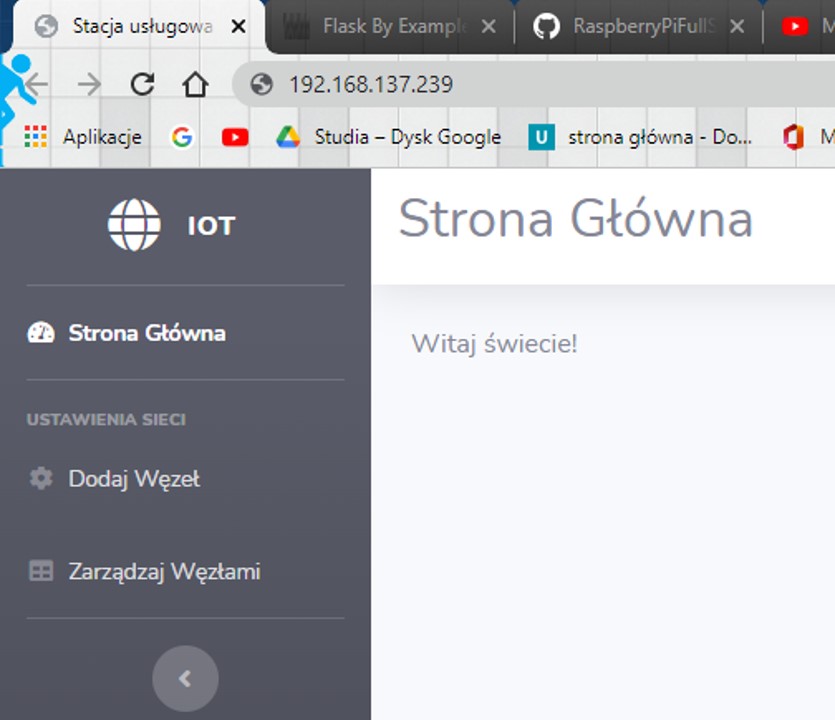 Stacja usługowa
Flask By Example
RaspberryPiFullS
192.168.137.239
Aplikacje
Studia – Dysk Google
U
strona główna - Do...
IOT
Strona Główna
Strona Główna
Witaj świecie!
USTAWIENIA SIECI
Dodaj Węzeł
Zarządzaj Węzłami